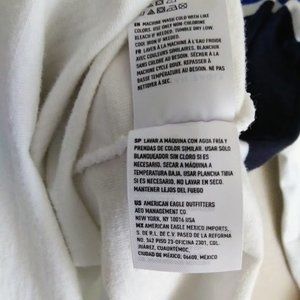 EN MACHINE WASH COLD WITH LIKE
COLORS. USE ONLY NON-CHLORINE
BLEACH IF NEEDED. TUMBLE DRY LOW.
COOL IRON IF NEEDED.
FR LAVER À LA MACHINE À L'EAU FROIDE
AVEC COULEURS SIMILAIRES. BLANCHIR
SANS CHLORE AU BESOIN. SÉCHER À LA
MACHINE À BASSE TEMPÉRATURE.
REPASSER À
BASSE TEMPÉRATURE AU BESOIN. NE PAS
NETTOYER À SEC.
SP LAVAR A MÁQUINA CON AGUA FRÍA Y
PRENDAS DE COLOR SIMILAR. USAR SOLO
BLANQUEADOR SIN CLORO SI ES
NECESARIO. SECAR A MÁQUINA A
TEMPERATURA BAJA. USAR PLANCHA TIBIA
SI ES NECESARIO. NO LAVAR EN SECO.
MANTENER LEJOS DEL FUEGO
US AMERICAN EAGLE OUTFITTERS
AEO MANAGEMENT CO.
NEW YORK, NY 10016 USA
MX AMERICAN EAGLE MEXICO IMPORTS,
S. DE R.L. DE C.V. PASEO DE LA REFORMA
NO. 342 PISO 23-OFICINA 2301, COL.
JUÁREZ, CUAUHTÉMOC,
CIUDAD DE MÉXICO, 06600, MÉXICO